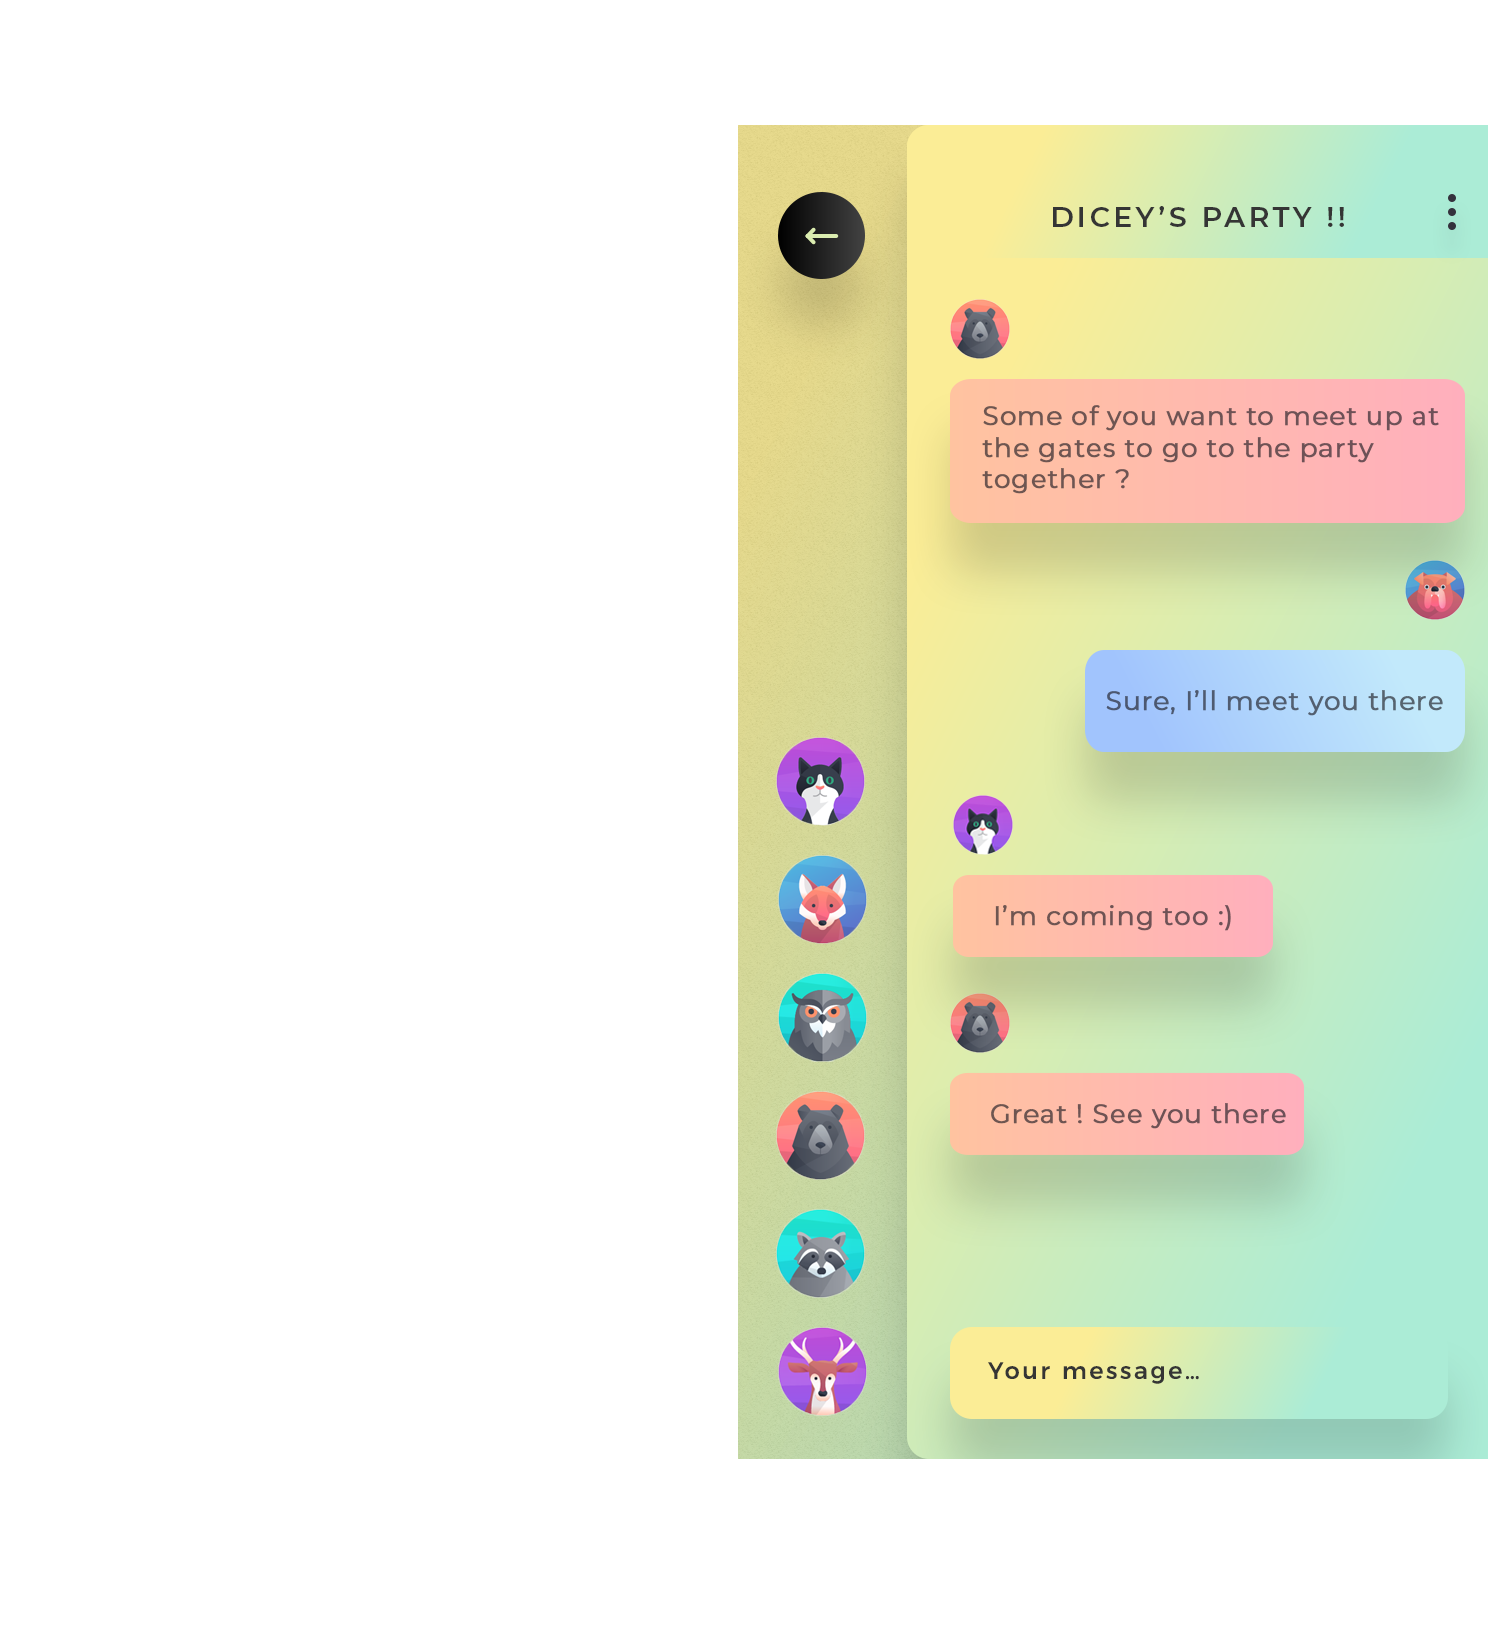 DICEY’S PARTY !!
Some of you want to meet up at
the gates to go to the party
together ?
Sure, I’ll meet you there
I’m coming too :)
Great ! See you there
Your message…